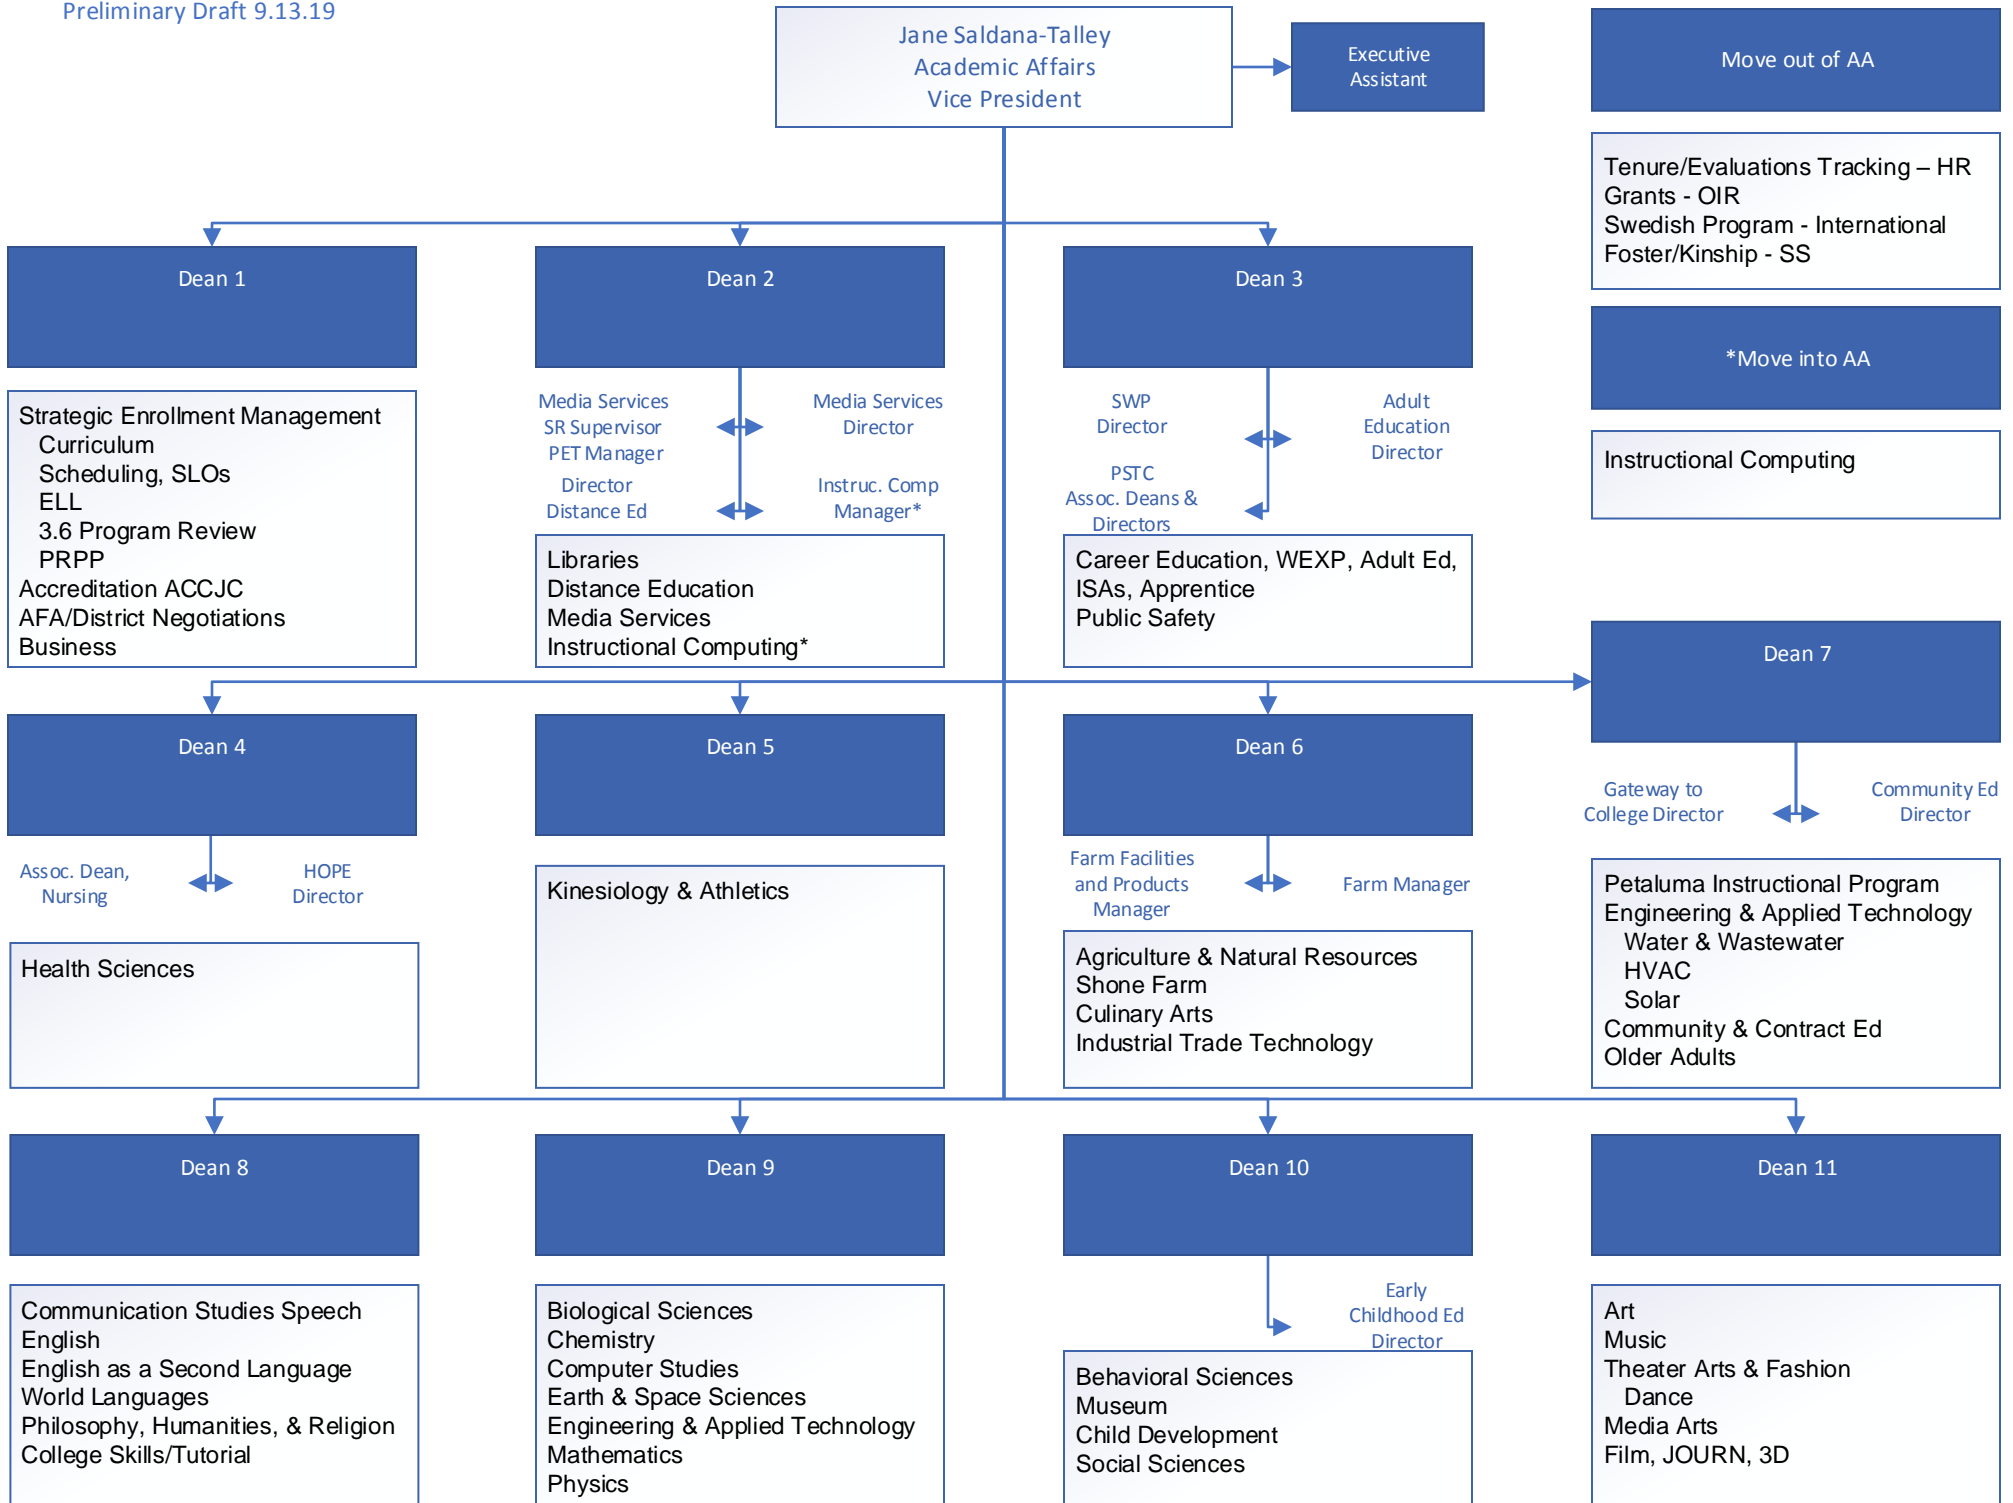 Preliminary Draft 9.13.19
Jane Saldana-Talley
Academic Affairs
Vice President
Executive
Assistant
Move out of AA
Tenure/Evaluations Tracking – HR
Grants - OIR
Swedish Program - International
Foster/Kinship - SS
*Move into AA
Instructional Computing
Dean 1
Strategic Enrollment Management
Curriculum
Scheduling, SLOs
ELL
3.6 Program Review
PRPP
Accreditation ACCJC
AFA/District Negotiations
Business
Dean 2
Media Services
SR Supervisor
PET Manager
Media Services
Director
Director
Distance Ed
Instruc. Comp
Manager*
Libraries
Distance Education
Media Services
Instructional Computing*
Dean 3
SWP
Director
Adult
Education
Director
PSTC
Assoc. Deans &
Directors
Career Education, WEXP, Adult Ed,
ISAs, Apprentice
Public Safety
Dean 4
Assoc. Dean,
Nursing
HOPE
Director
Health Sciences
Dean 5
Kinesiology & Athletics
Dean 6
Farm Facilities
and Products
Manager
Farm Manager
Agriculture & Natural Resources
Shone Farm
Culinary Arts
Industrial Trade Technology
Dean 7
Gateway to
College Director
Community Ed
Director
Petaluma Instructional Program
Engineering & Applied Technology
Water & Wastewater
HVAC
Solar
Community & Contract Ed
Older Adults
Dean 8
Communication Studies Speech
English
English as a Second Language
World Languages
Philosophy, Humanities, & Religion
College Skills/Tutorial
Dean 9
Biological Sciences
Chemistry
Computer Studies
Earth & Space Sciences
Engineering & Applied Technology
Mathematics
Physics
Dean 10
Early
Childhood Ed
Director
Behavioral Sciences
Museum
Child Development
Social Sciences
Dean 11
Art
Music
Theater Arts & Fashion
Dance
Media Arts
Film, JOURN, 3D